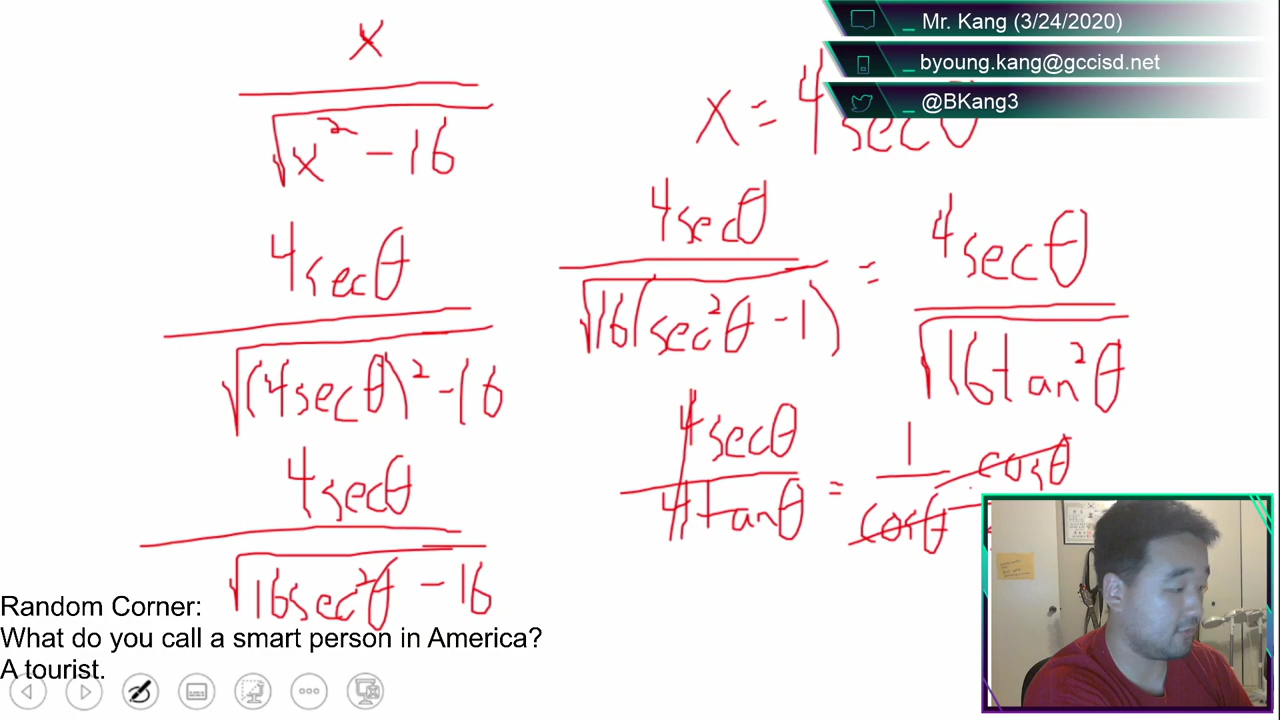 _ Mr. Kang (3/24/2020)
_ byoung.kang@gccisd.net
_ @BKang3
x
√x² - 16
x = 4 secθ
4secθ
√(4secθ)² - 16
4secθ
√16sec²θ - 16
4secθ
√16(sec²θ - 1)
=
4secθ
√16tan²θ
4secθ
4tanθ
=
1
cosθ
cosθ
Random Corner:
What do you call a smart person in America?
A tourist.